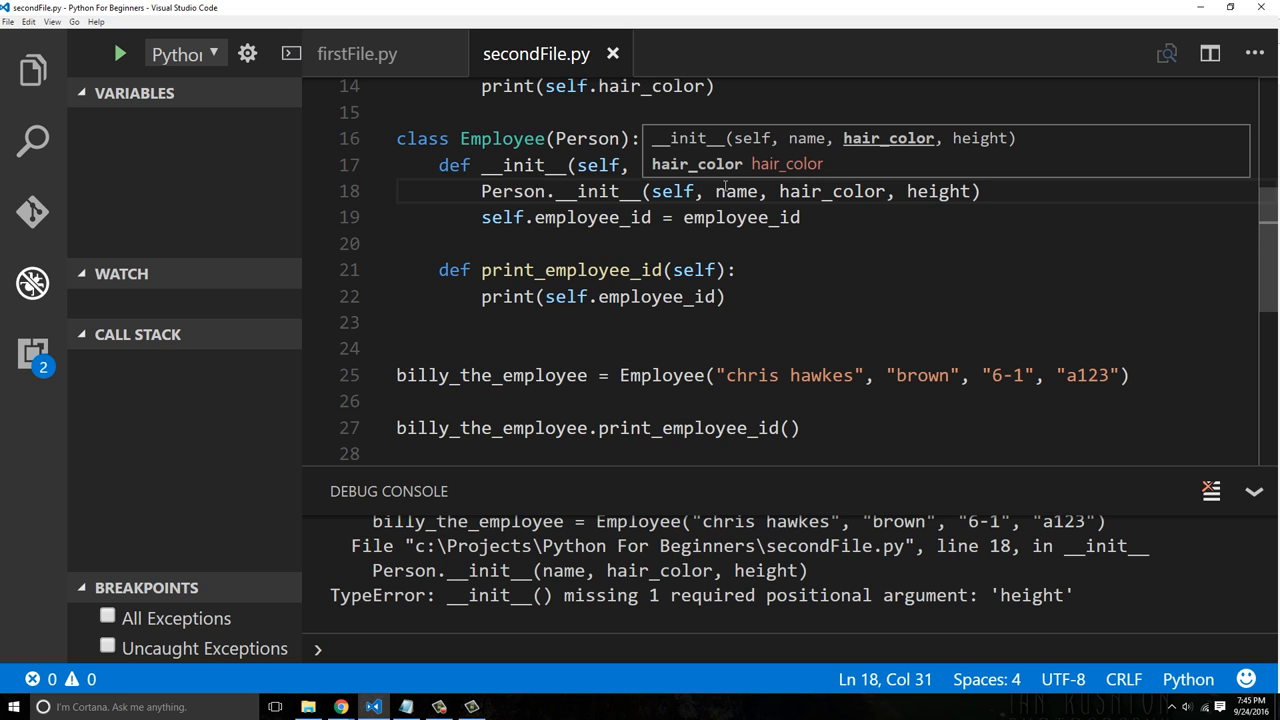 secondFile.py - Python For Beginners - Visual Studio Code
File Edit View Go Help
Pythor
firstFile.py
secondFile.py
VARIABLES
WATCH
CALL STACK
2
BREAKPOINTS
All Exceptions
Uncaught Exceptions
14 print(self.hair_color)
15
16 class Employee(Person):
__init__(self, name, hair_color, height)
hair_color hair_color
17 def __init__(self,
18 Person.__init__(self, name, hair_color, height)
19 self.employee_id = employee_id
20
21 def print_employee_id(self):
22 print(self.employee_id)
23
24
25 billy_the_employee = Employee("chris hawkes", "brown", "6-1", "a123")
26
27 billy_the_employee.print_employee_id()
28
DEBUG CONSOLE
billy_the_employee = Employee("chris hawkes", "brown", "6-1", "a123")
File "c:\Projects\Python For Beginners\secondFile.py", line 18, in __init__
Person.__init__(name, hair_color, height)
TypeError: __init__() missing 1 required positional argument: 'height'
0 0
Ln 18, Col 31 Spaces: 4 UTF-8 CRLF Python
I'm Cortana. Ask me anything.
7:45 PM
9/24/2016